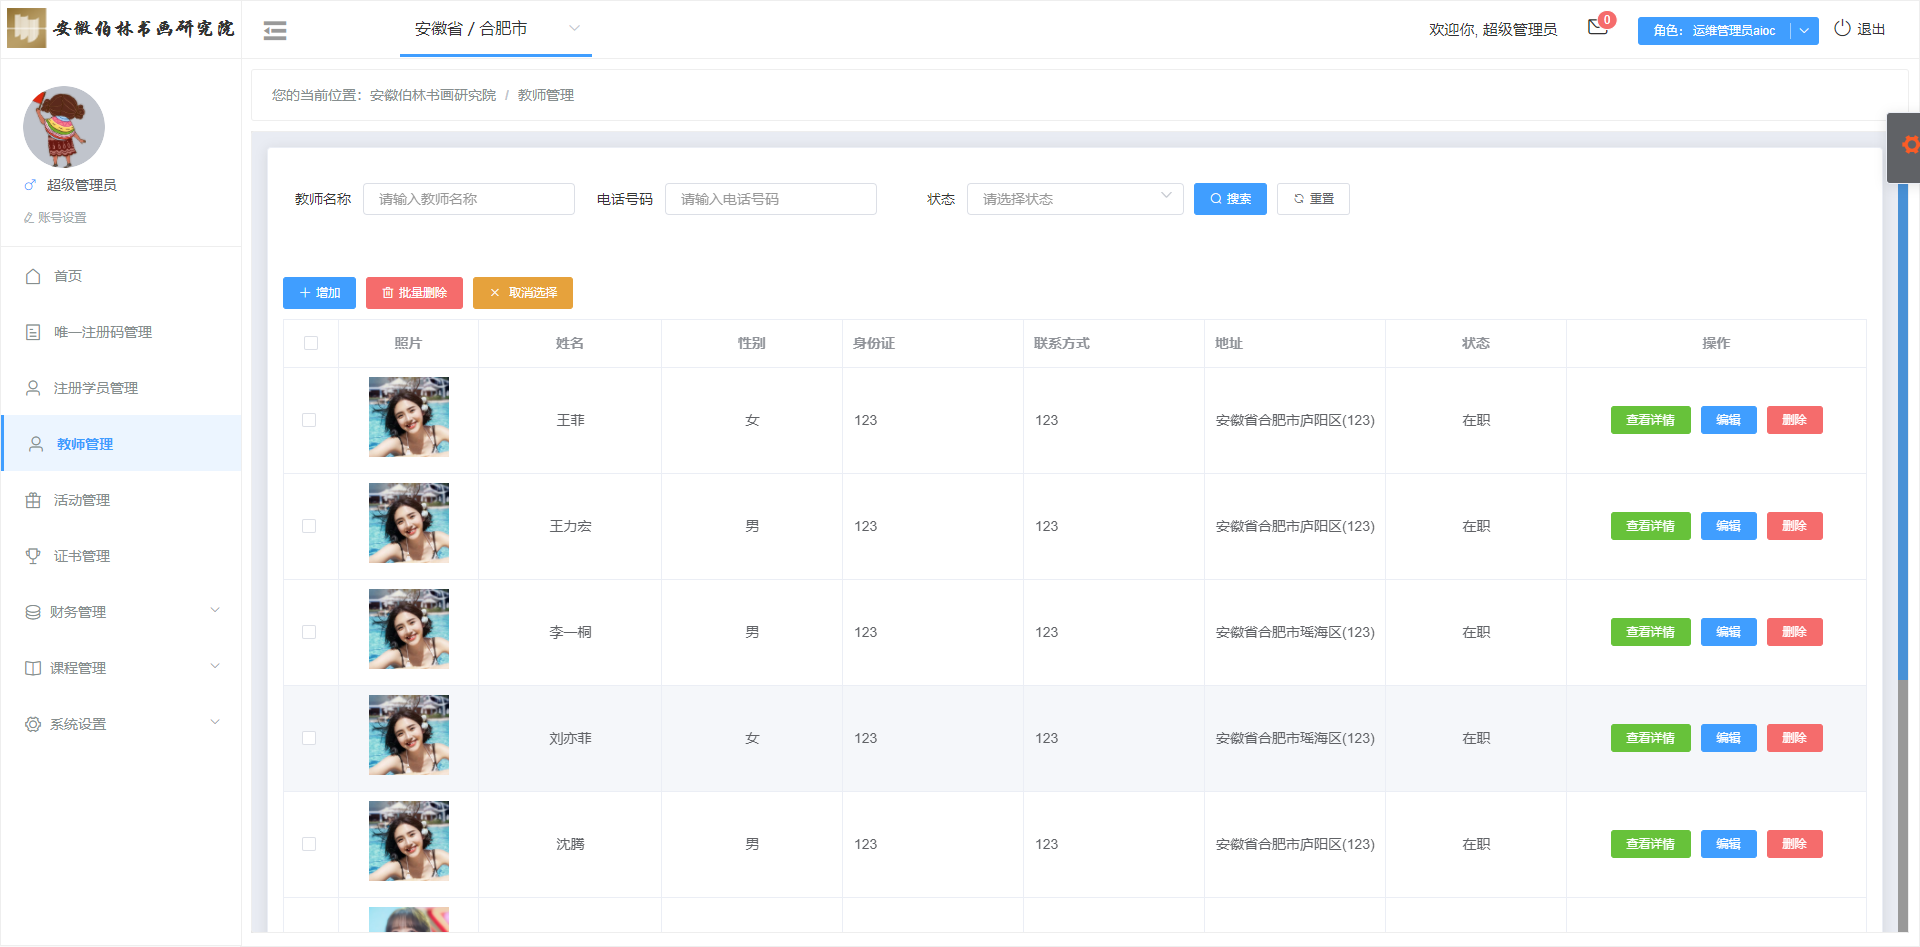 安徽伯林书画研究院
安徽省 / 合肥市
欢迎你, 超级管理员
0
角色： 运维管理员aioc
退出
超级管理员
账号设置
首页
唯一注册码管理
注册学员管理
教师管理
活动管理
证书管理
财务管理
课程管理
系统设置
您的当前位置： 安徽伯林书画研究院 / 教师管理
教师名称 请输入教师名称 电话号码 请输入电话号码 状态 请选择状态 搜索 重置
增加 批量删除 取消选择
照片 姓名 性别 身份证 联系方式 地址 状态 操作
王菲 女 123 123 安徽省合肥市庐阳区(123) 在职 查看详情 编辑 删除
王力宏 男 123 123 安徽省合肥市庐阳区(123) 在职 查看详情 编辑 删除
李一桐 男 123 123 安徽省合肥市瑶海区(123) 在职 查看详情 编辑 删除
刘亦菲 女 123 123 安徽省合肥市瑶海区(123) 在职 查看详情 编辑 删除
沈腾 男 123 123 安徽省合肥市庐阳区(123) 在职 查看详情 编辑 删除